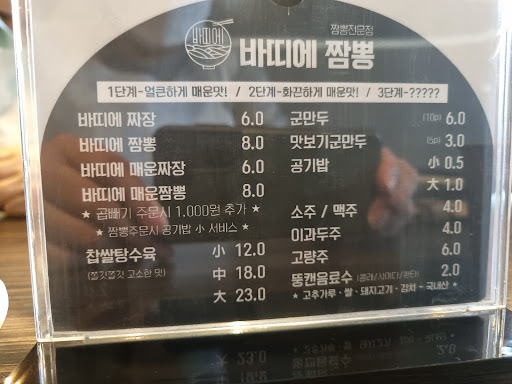 짬뽕전문점
바띠에
바띠에 짬뽕
1단계-얼큰하게 매운맛! / 2단계-화끈하게 매운맛! / 3단계-?????
바띠에 짜장 6.0
바띠에 짬뽕 8.0
바띠에 매운짜장 6.0
바띠에 매운짬뽕 8.0
★ 곱빼기 주문시 1,000원 추가 ★
★ 짬뽕주문시 공기밥 小 서비스 ★
찹쌀탕수육 小 12.0
(쫄깃쫄깃 고소한 맛) 中 18.0
大 23.0
군만두 (10p) 6.0
맛보기군만두 (5p) 3.0
공기밥 小 0.5
大 1.0
소주 / 맥주 4.0
이과두주 4.0
고량주 6.0
뚱캔음료수 (콜라/사이다/환타) 2.0
★ 고춧가루 · 쌀 · 돼지고기 · 김치 - 국내산 ★